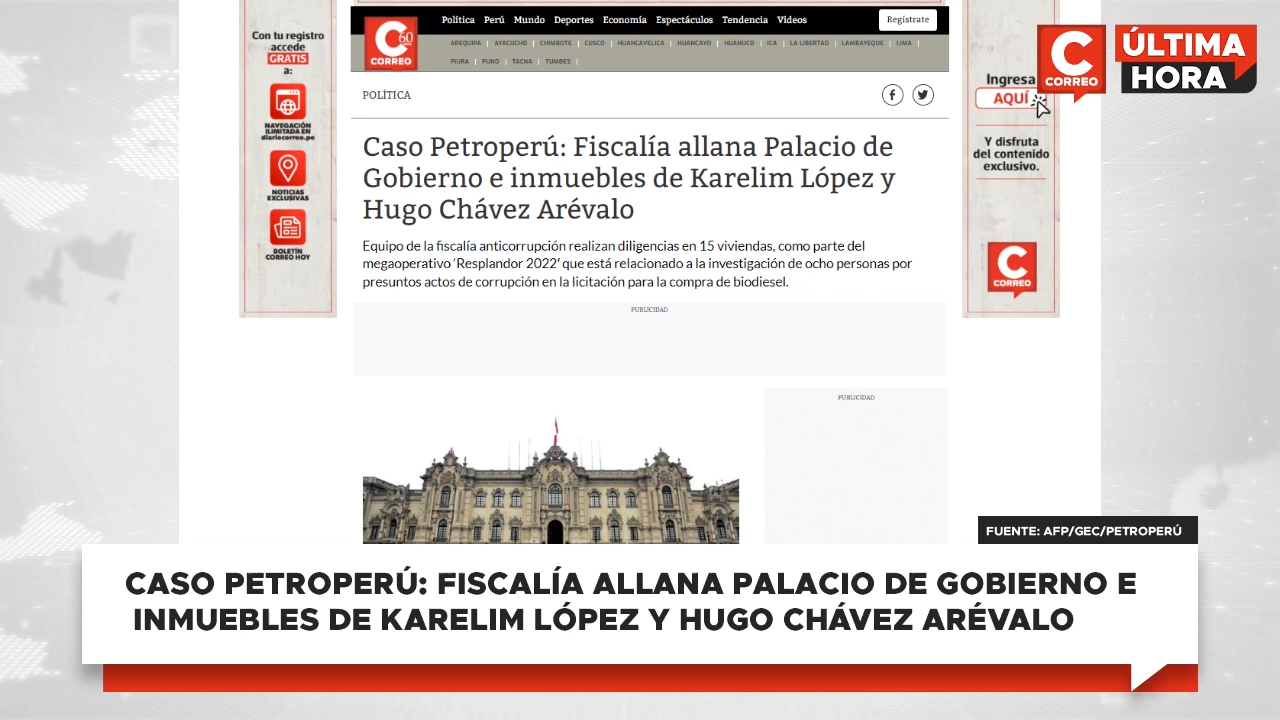 Con tu registro
accede
GRATIS
a:
NAVEGACIÓN
ILIMITADA EN
diariocorreo.pe
NOTICIAS
EXCLUSIVAS
BOLETÍN
CORREO HOY
C
60
CORREO
Política Perú Mundo Deportes Economía Espectáculos Tendencia Videos
Regístrate
AREQUIPA | AYACUCHO | CHIMBOTE | CUSCO | HUANCAVELICA | HUANCAYO | HUÁNUCO | ICA | LA LIBERTAD | LAMBAYEQUE | LIMA |
PIURA | PUNO | TACNA | TUMBES |
POLÍTICA
Caso Petroperú: Fiscalía allana Palacio de
Gobierno e inmuebles de Karelim López y
Hugo Chávez Arévalo
Equipo de la fiscalía anticorrupción realizan diligencias en 15 viviendas, como parte del
megaoperativo ‘Resplandor 2022’ que está relacionado a la investigación de ocho personas por
presuntos actos de corrupción en la licitación para la compra de biodiesel.
PUBLICIDAD
PUBLICIDAD
Ingresa
AQUÍ
Y disfruta
del contenido
exclusivo.
C
CORREO
C
CORREO
ÚLTIMA
HORA
FUENTE: AFP/GEC/PETROPERÚ
CASO PETROPERÚ: FISCALÍA ALLANA PALACIO DE GOBIERNO E
INMUEBLES DE KARELIM LÓPEZ Y HUGO CHÁVEZ ARÉVALO